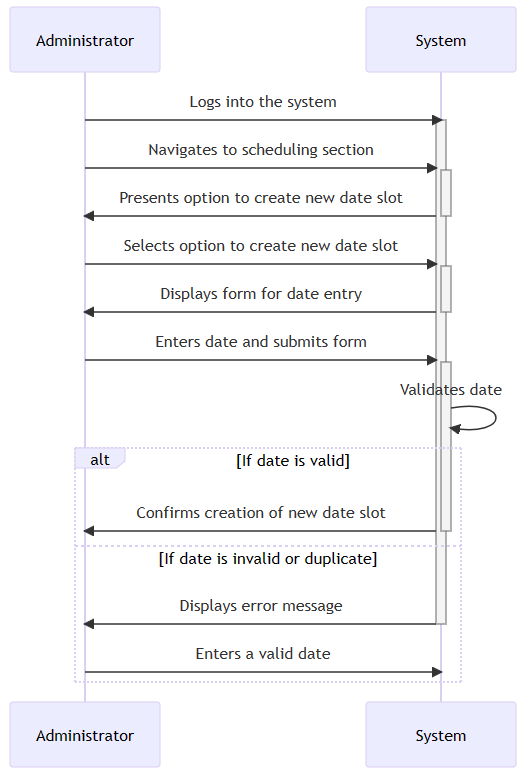 Administrator
System
Logs into the system
Navigates to scheduling section
Presents option to create new date slot
Selects option to create new date slot
Displays form for date entry
Enters date and submits form
Validates date
alt
[If date is valid]
Confirms creation of new date slot
[If date is invalid or duplicate]
Displays error message
Enters a valid date
Administrator
System